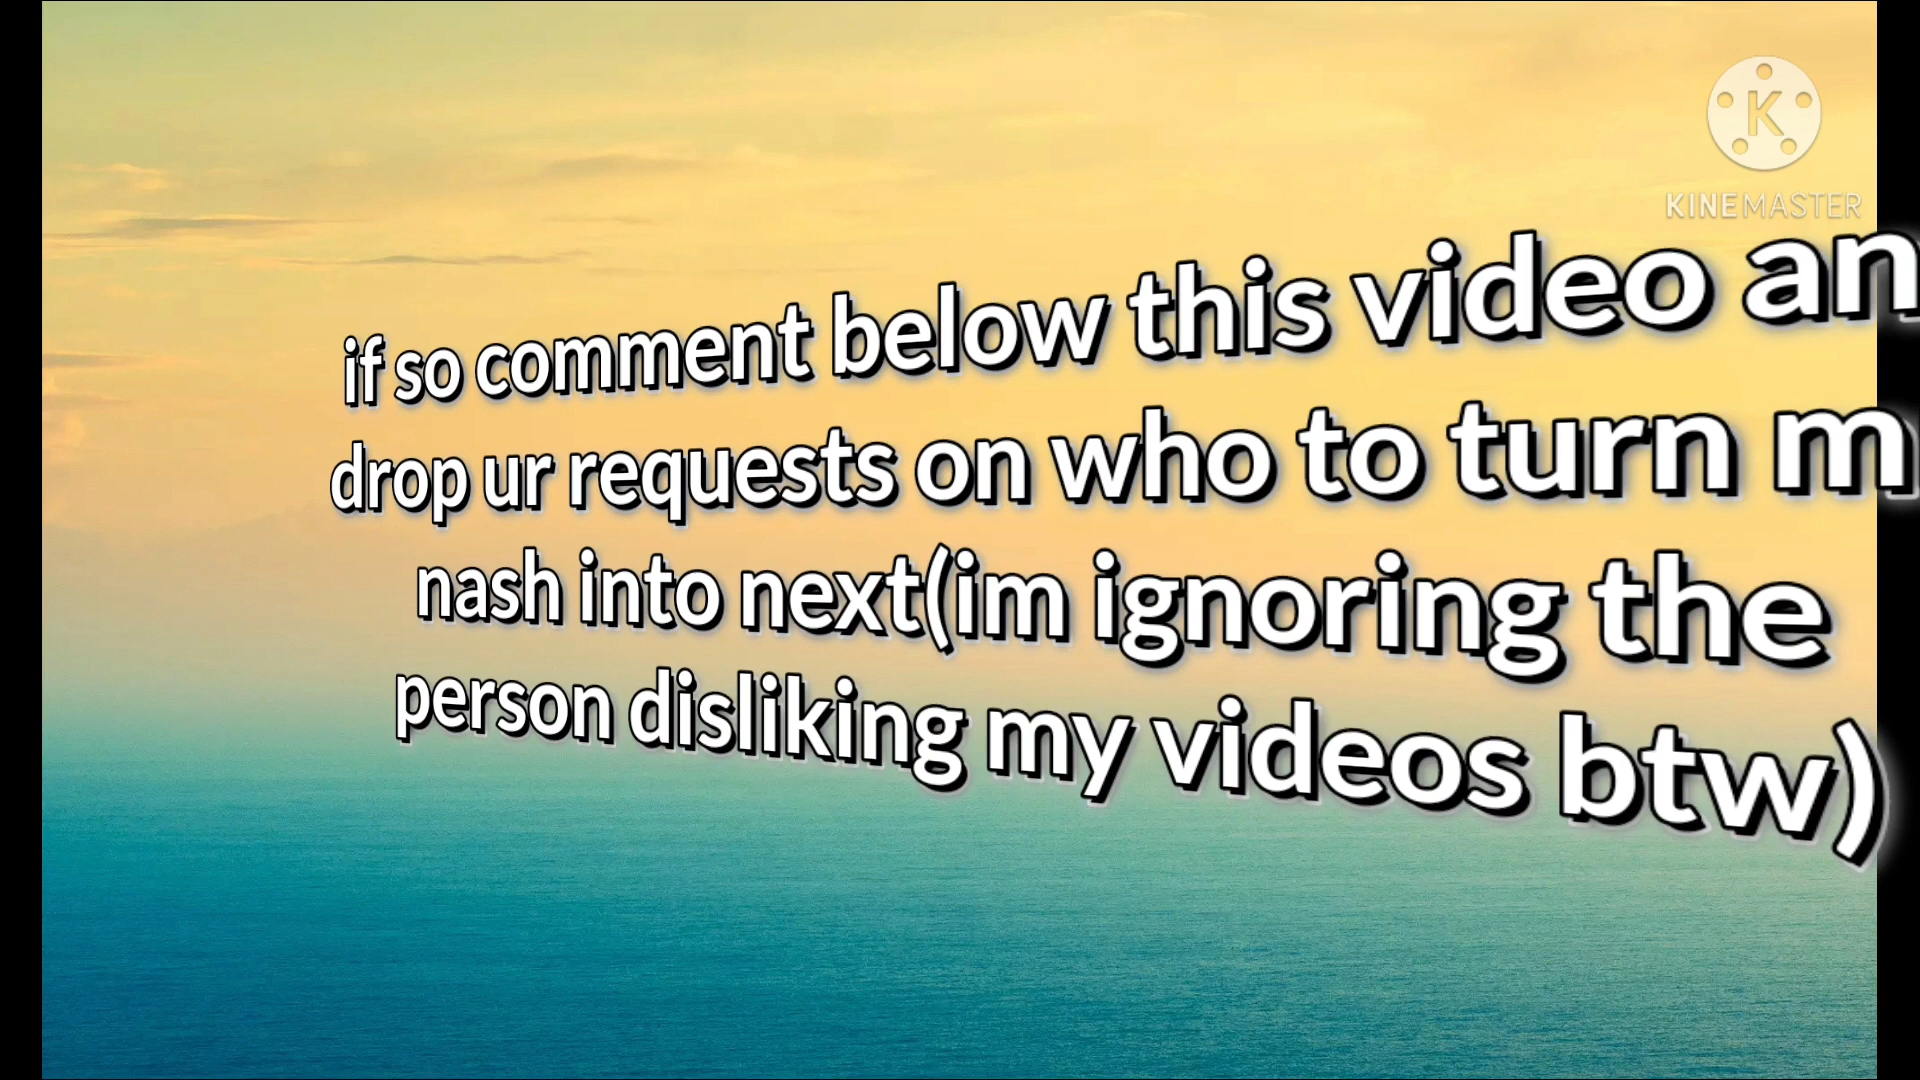 KINEMASTER
if so comment below this video an
drop ur requests on who to turn m
nash into next(im ignoring the
person disliking my videos btw)